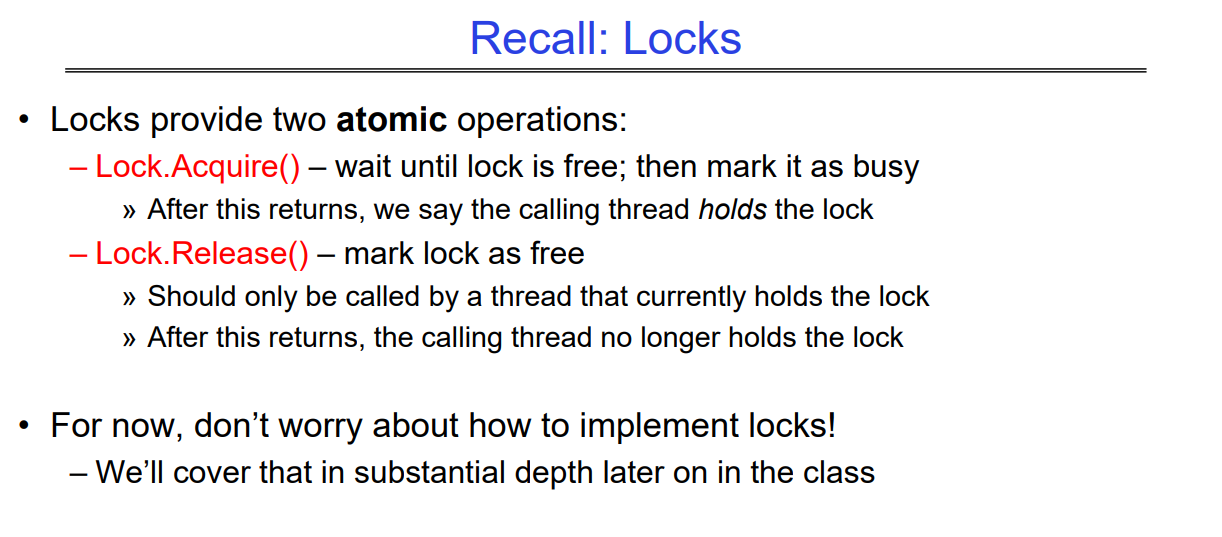 Recall: Locks
• Locks provide two atomic operations:
– Lock.Acquire() – wait until lock is free; then mark it as busy
» After this returns, we say the calling thread holds the lock
– Lock.Release() – mark lock as free
» Should only be called by a thread that currently holds the lock
» After this returns, the calling thread no longer holds the lock
• For now, don’t worry about how to implement locks!
– We’ll cover that in substantial depth later on in the class